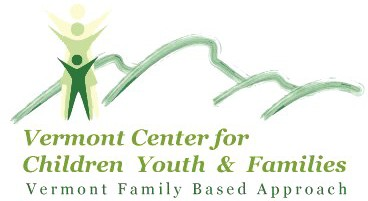 Vermont Center for
Children Youth & Families
Vermont Family Based Approach